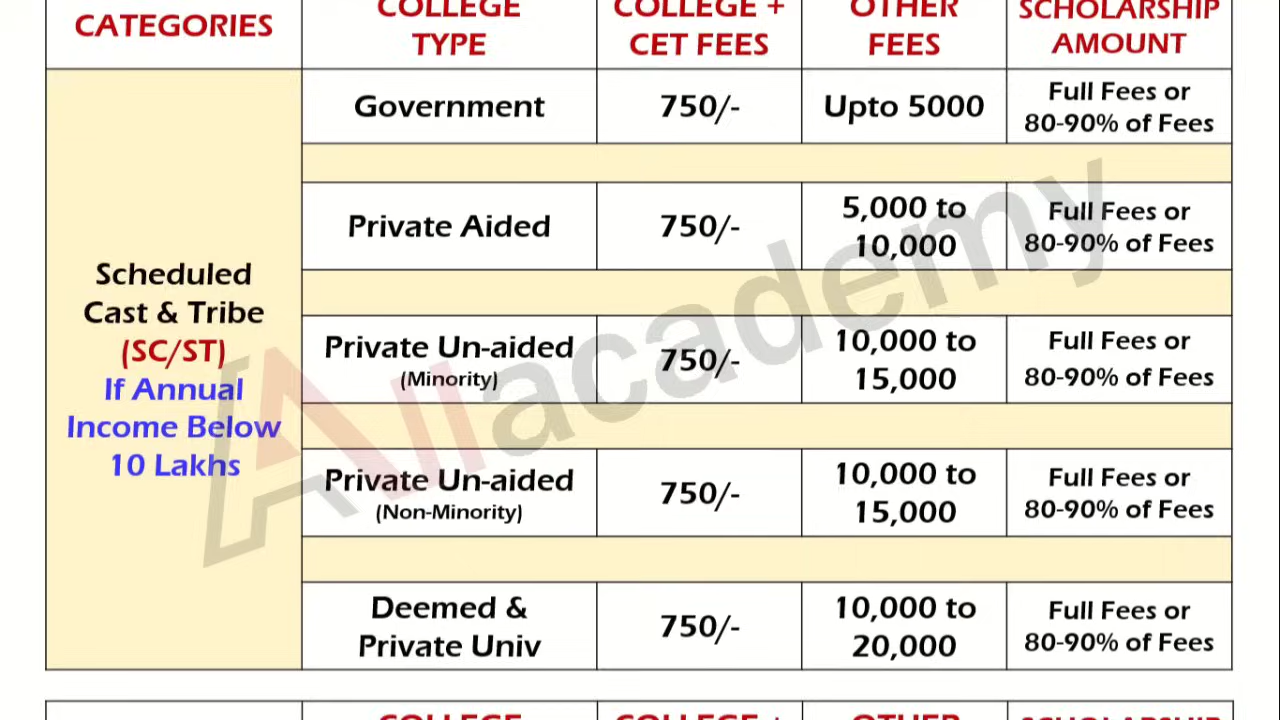 CATEGORIES
COLLEGE
TYPE
COLLEGE +
CET FEES
OTHER
FEES
SCHOLARSHIP
AMOUNT
Scheduled
Cast & Tribe
(SC/ST)
If Annual
Income Below
10 Lakhs
Government
750/-
Upto 5000
Full Fees or
80-90% of Fees
Private Aided
750/-
5,000 to
10,000
Full Fees or
80-90% of Fees
Private Un-aided
(Minority)
750/-
10,000 to
15,000
Full Fees or
80-90% of Fees
Private Un-aided
(Non-Minority)
750/-
10,000 to
15,000
Full Fees or
80-90% of Fees
Deemed &
Private Univ
750/-
10,000 to
20,000
Full Fees or
80-90% of Fees
Aliacademy
COLLEGE
COLLEGE +
OTHER
SCHOLARSHIP